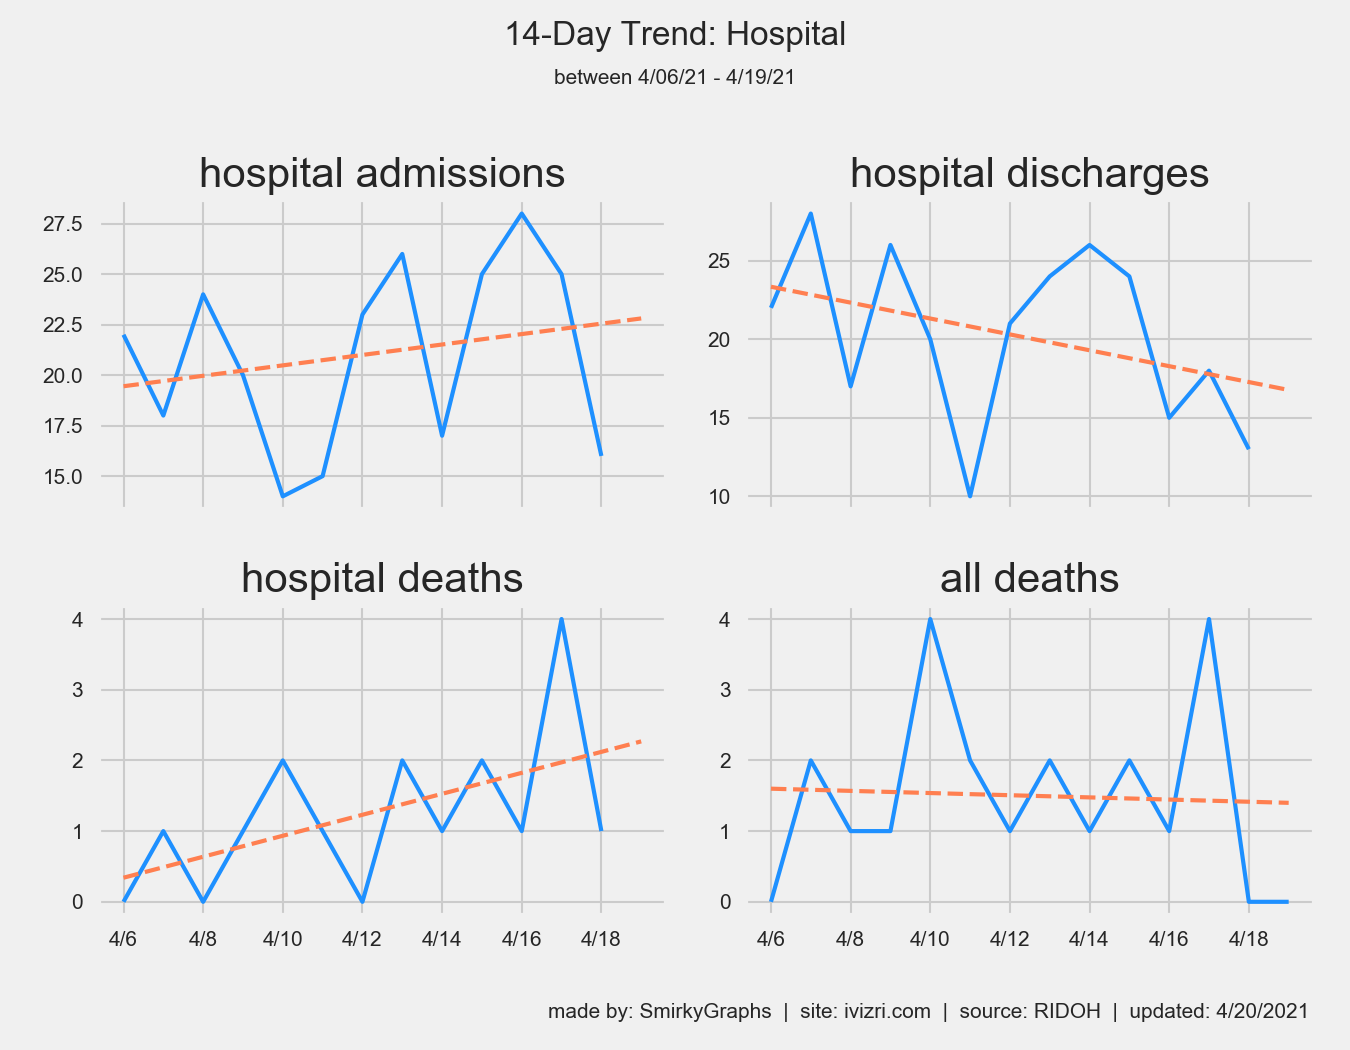 14-Day Trend: Hospital
between 4/06/21 - 4/19/21
hospital admissions
27.5
25.0
22.5
20.0
17.5
15.0
hospital discharges
25
20
15
10
hospital deaths
4
3
2
1
0
4/6 4/8 4/10 4/12 4/14 4/16 4/18
all deaths
4
3
2
1
0
4/6 4/8 4/10 4/12 4/14 4/16 4/18
made by: SmirkyGraphs | site: ivizri.com | source: RIDOH | updated: 4/20/2021